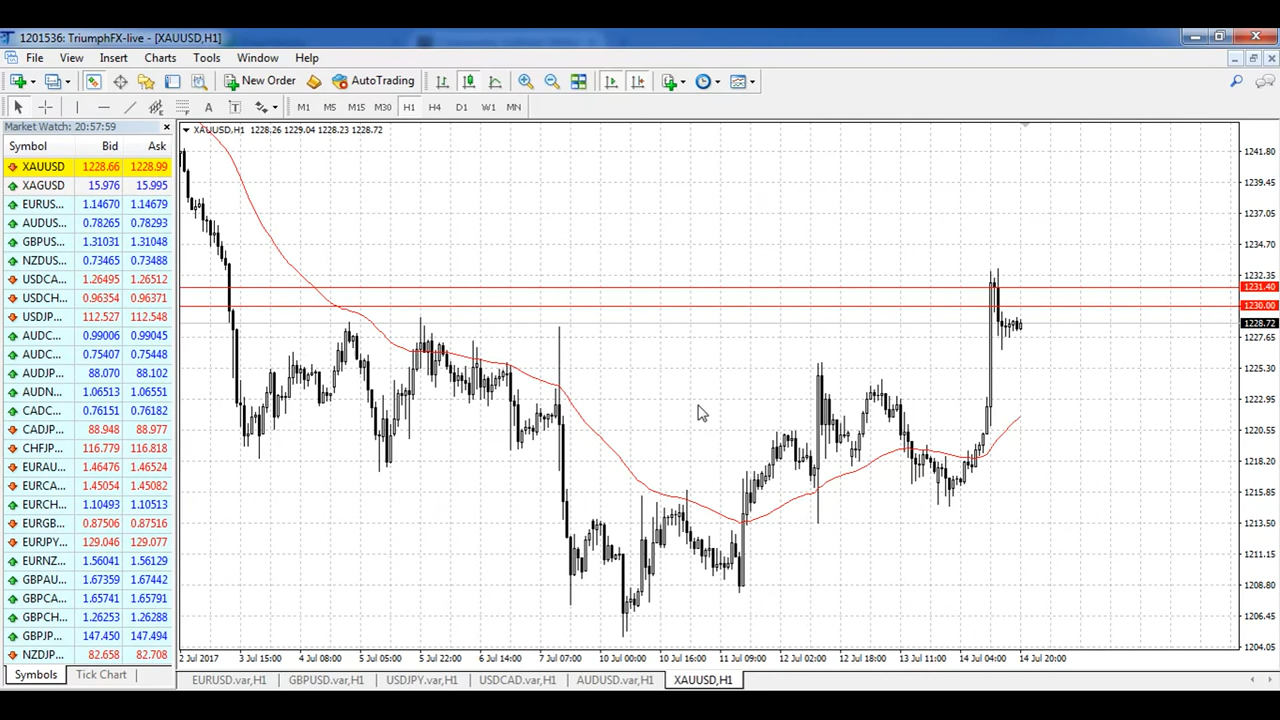 1201536: TriumphFX-live - [XAUUSD,H1]
File View Insert Charts Tools Window Help
New Order AutoTrading
A T M1 M5 M15 M30 H1 H4 D1 W1 MN
Market Watch: 20:57:59
Symbol Bid Ask
XAUUSD 1228.66 1228.99
XAGUSD 15.976 15.995
EURUS... 1.14670 1.14679
AUDUS... 0.78265 0.78293
GBPUS... 1.31031 1.31048
NZDUS... 0.73465 0.73488
USDCA... 1.26495 1.26512
USDCH... 0.96354 0.96371
USDJP... 112.527 112.548
AUDC... 0.99006 0.99045
AUDC... 0.75407 0.75448
AUDJP... 88.070 88.102
AUDN... 1.06513 1.06551
CADC... 0.76151 0.76182
CADJP... 88.948 88.977
CHFJP... 116.779 116.818
EURAU... 1.46476 1.46524
EURCA... 1.45054 1.45082
EURCH... 1.10493 1.10513
EURGB... 0.87506 0.87516
EURJPY... 129.046 129.077
EURNZ... 1.56041 1.56129
GBPAU... 1.67359 1.67442
GBPCA... 1.65741 1.65791
GBPCH... 1.26253 1.26288
GBPJP... 147.450 147.494
NZDJP... 82.658 82.708
Symbols Tick Chart
XAUUSD,H1 1228.26 1229.04 1228.23 1228.72
1241.80
1239.45
1237.05
1234.70
1232.35
1231.40
1230.00
1228.72
1227.65
1225.30
1222.95
1220.55
1218.20
1215.85
1213.50
1211.15
1208.80
1206.45
1204.05
2 Jul 2017 3 Jul 15:00 4 Jul 08:00 5 Jul 05:00 5 Jul 22:00 6 Jul 14:00 7 Jul 07:00 10 Jul 00:00 10 Jul 16:00 11 Jul 09:00 12 Jul 02:00 12 Jul 18:00 13 Jul 11:00 14 Jul 04:00 14 Jul 20:00
EURUSD.var,H1 GBPUSD.var,H1 USDJPY.var,H1 USDCAD.var,H1 AUDUSD.var,H1 XAUUSD,H1